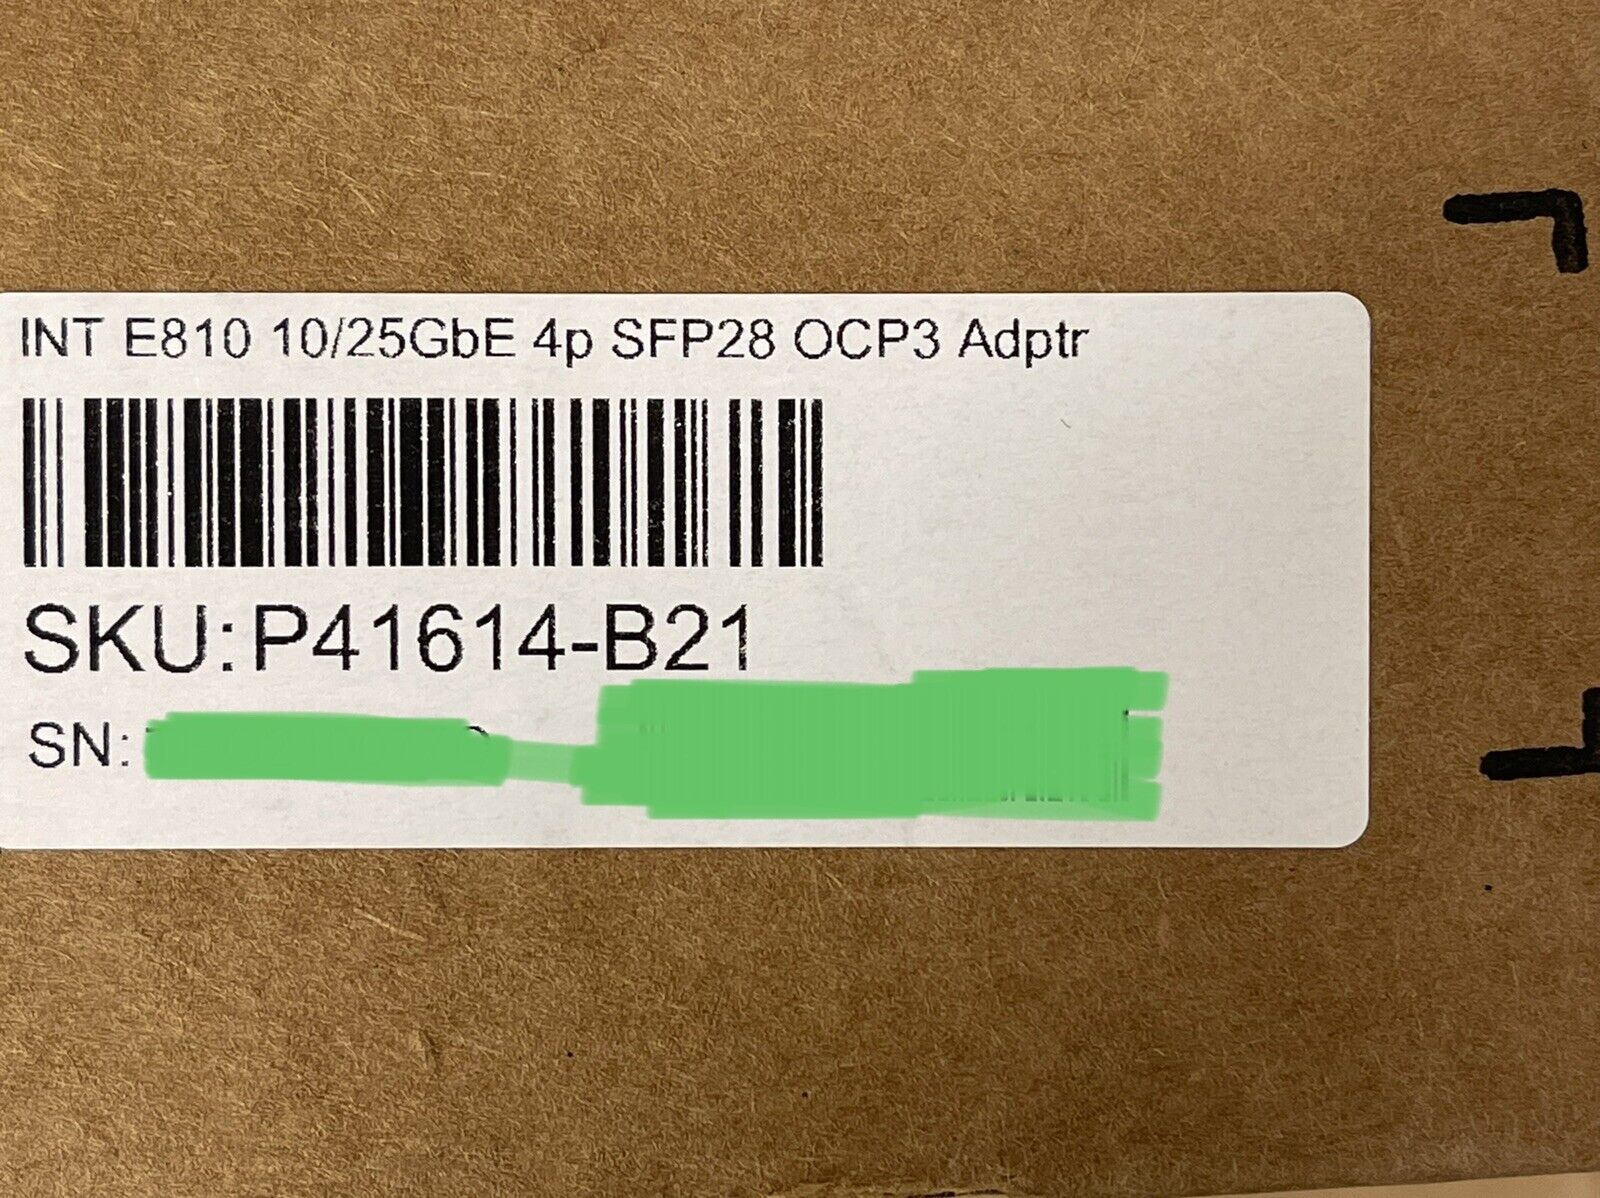 INT E810 10/25GbE 4p SFP28 OCP3 Adptr
SKU:P41614-B21
SN: